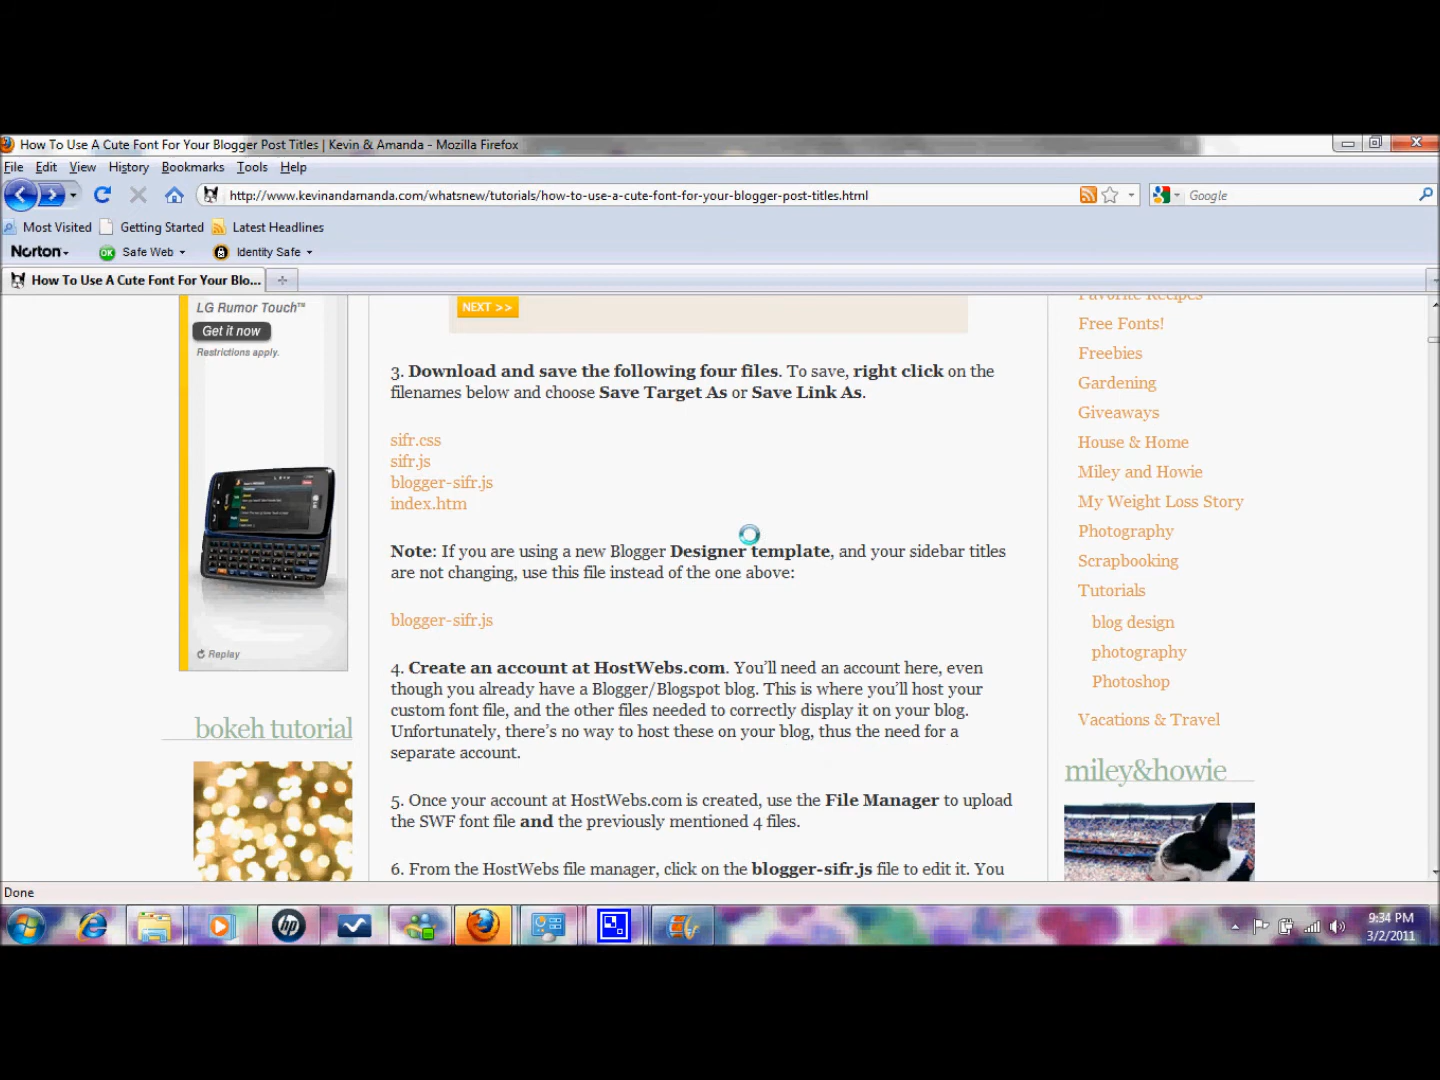 How To Use A Cute Font For Your Blogger Post Titles | Kevin & Amanda - Mozilla Firefox
File Edit View History Bookmarks Tools Help
http://www.kevinandamanda.com/whatsnew/tutorials/how-to-use-a-cute-font-for-your-blogger-post-titles.html
Google
Most Visited Getting Started Latest Headlines
Norton OK Safe Web Identity Safe
How To Use A Cute Font For Your Blo...
LG Rumor Touch™
Get it now
Restrictions apply.
Replay
bokeh tutorial
NEXT >>
3. Download and save the following four files. To save, right click on the
filenames below and choose Save Target As or Save Link As.
sifr.css
sifr.js
blogger-sifr.js
index.htm
Note: If you are using a new Blogger Designer template, and your sidebar titles
are not changing, use this file instead of the one above:
blogger-sifr.js
4. Create an account at HostWebs.com. You'll need an account here, even
though you already have a Blogger/Blogspot blog. This is where you'll host your
custom font file, and the other files needed to correctly display it on your blog.
Unfortunately, there's no way to host these on your blog, thus the need for a
separate account.
5. Once your account at HostWebs.com is created, use the File Manager to upload
the SWF font file and the previously mentioned 4 files.
6. From the HostWebs file manager, click on the blogger-sifr.js file to edit it. You
Favorite Recipes
Free Fonts!
Freebies
Gardening
Giveaways
House & Home
Miley and Howie
My Weight Loss Story
Photography
Scrapbooking
Tutorials
blog design
photography
Photoshop
Vacations & Travel
miley&howie
Done
hp
9:34 PM
3/2/2011